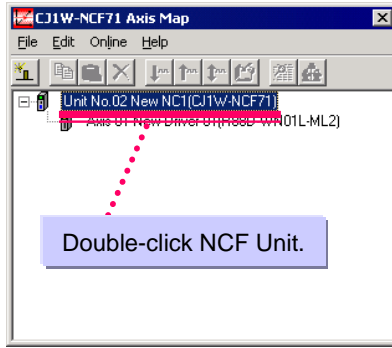 CJ1W-NCF71 Axis Map
File Edit Online Help
Unit No.02 New NC1(CJ1W-NCF71)
Axis 01 New Driver 01(R88D-WN01L-ML2)
Double-click NCF Unit.